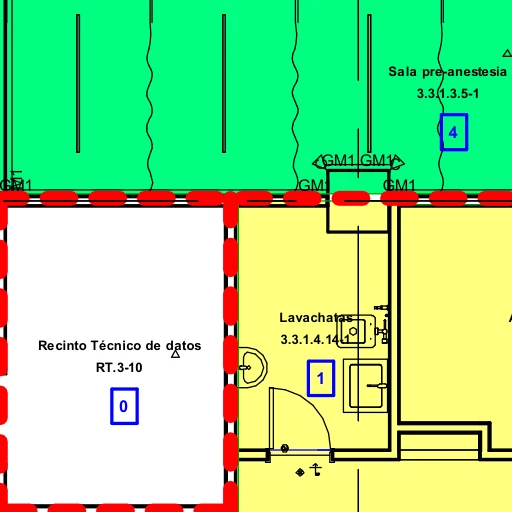 Sala pre-anestesia
3.3.1.3.5-1
4
GM1 GM1
GM1
GM1
GM1
GM1
Lavachatas
3.3.1.4.14-1
1
Recinto Técnico de datos
RT.3-10
0